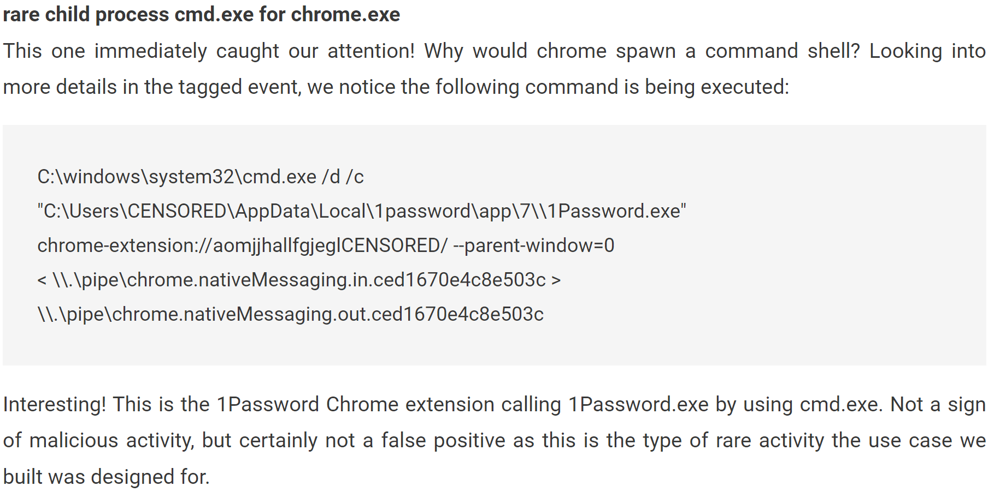 rare child process cmd.exe for chrome.exe
This one immediately caught our attention! Why would chrome spawn a command shell? Looking into
more details in the tagged event, we notice the following command is being executed:
C:\windows\system32\cmd.exe /d /c
"C:\Users\CENSORED\AppData\Local\1password\app\7\\1Password.exe"
chrome-extension://aomjjhallfgjeglCENSORED/ --parent-window=0
< \\.\pipe\chrome.nativeMessaging.in.ced1670e4c8e503c >
\\.\pipe\chrome.nativeMessaging.out.ced1670e4c8e503c
Interesting! This is the 1Password Chrome extension calling 1Password.exe by using cmd.exe. Not a sign
of malicious activity, but certainly not a false positive as this is the type of rare activity the use case we
built was designed for.